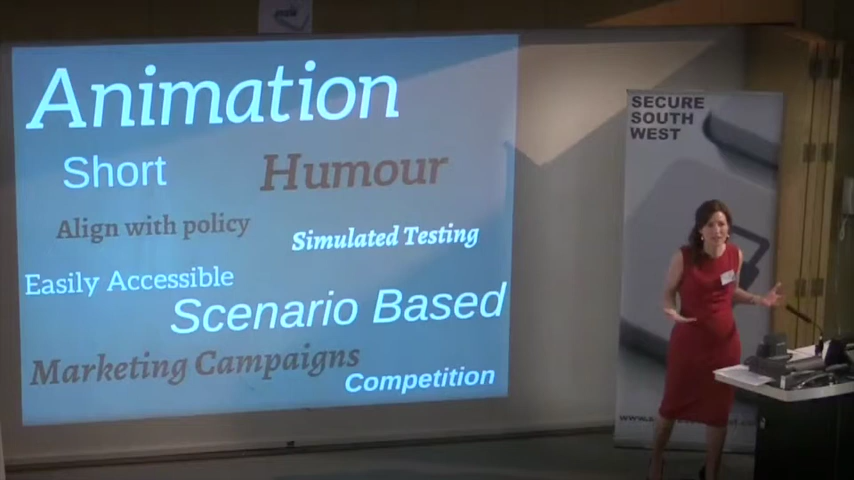 Animation
Short
Humour
Align with policy
Simulated Testing
Easily Accessible
Scenario Based
Marketing Campaigns
Competition
SECURE
SOUTH
WEST